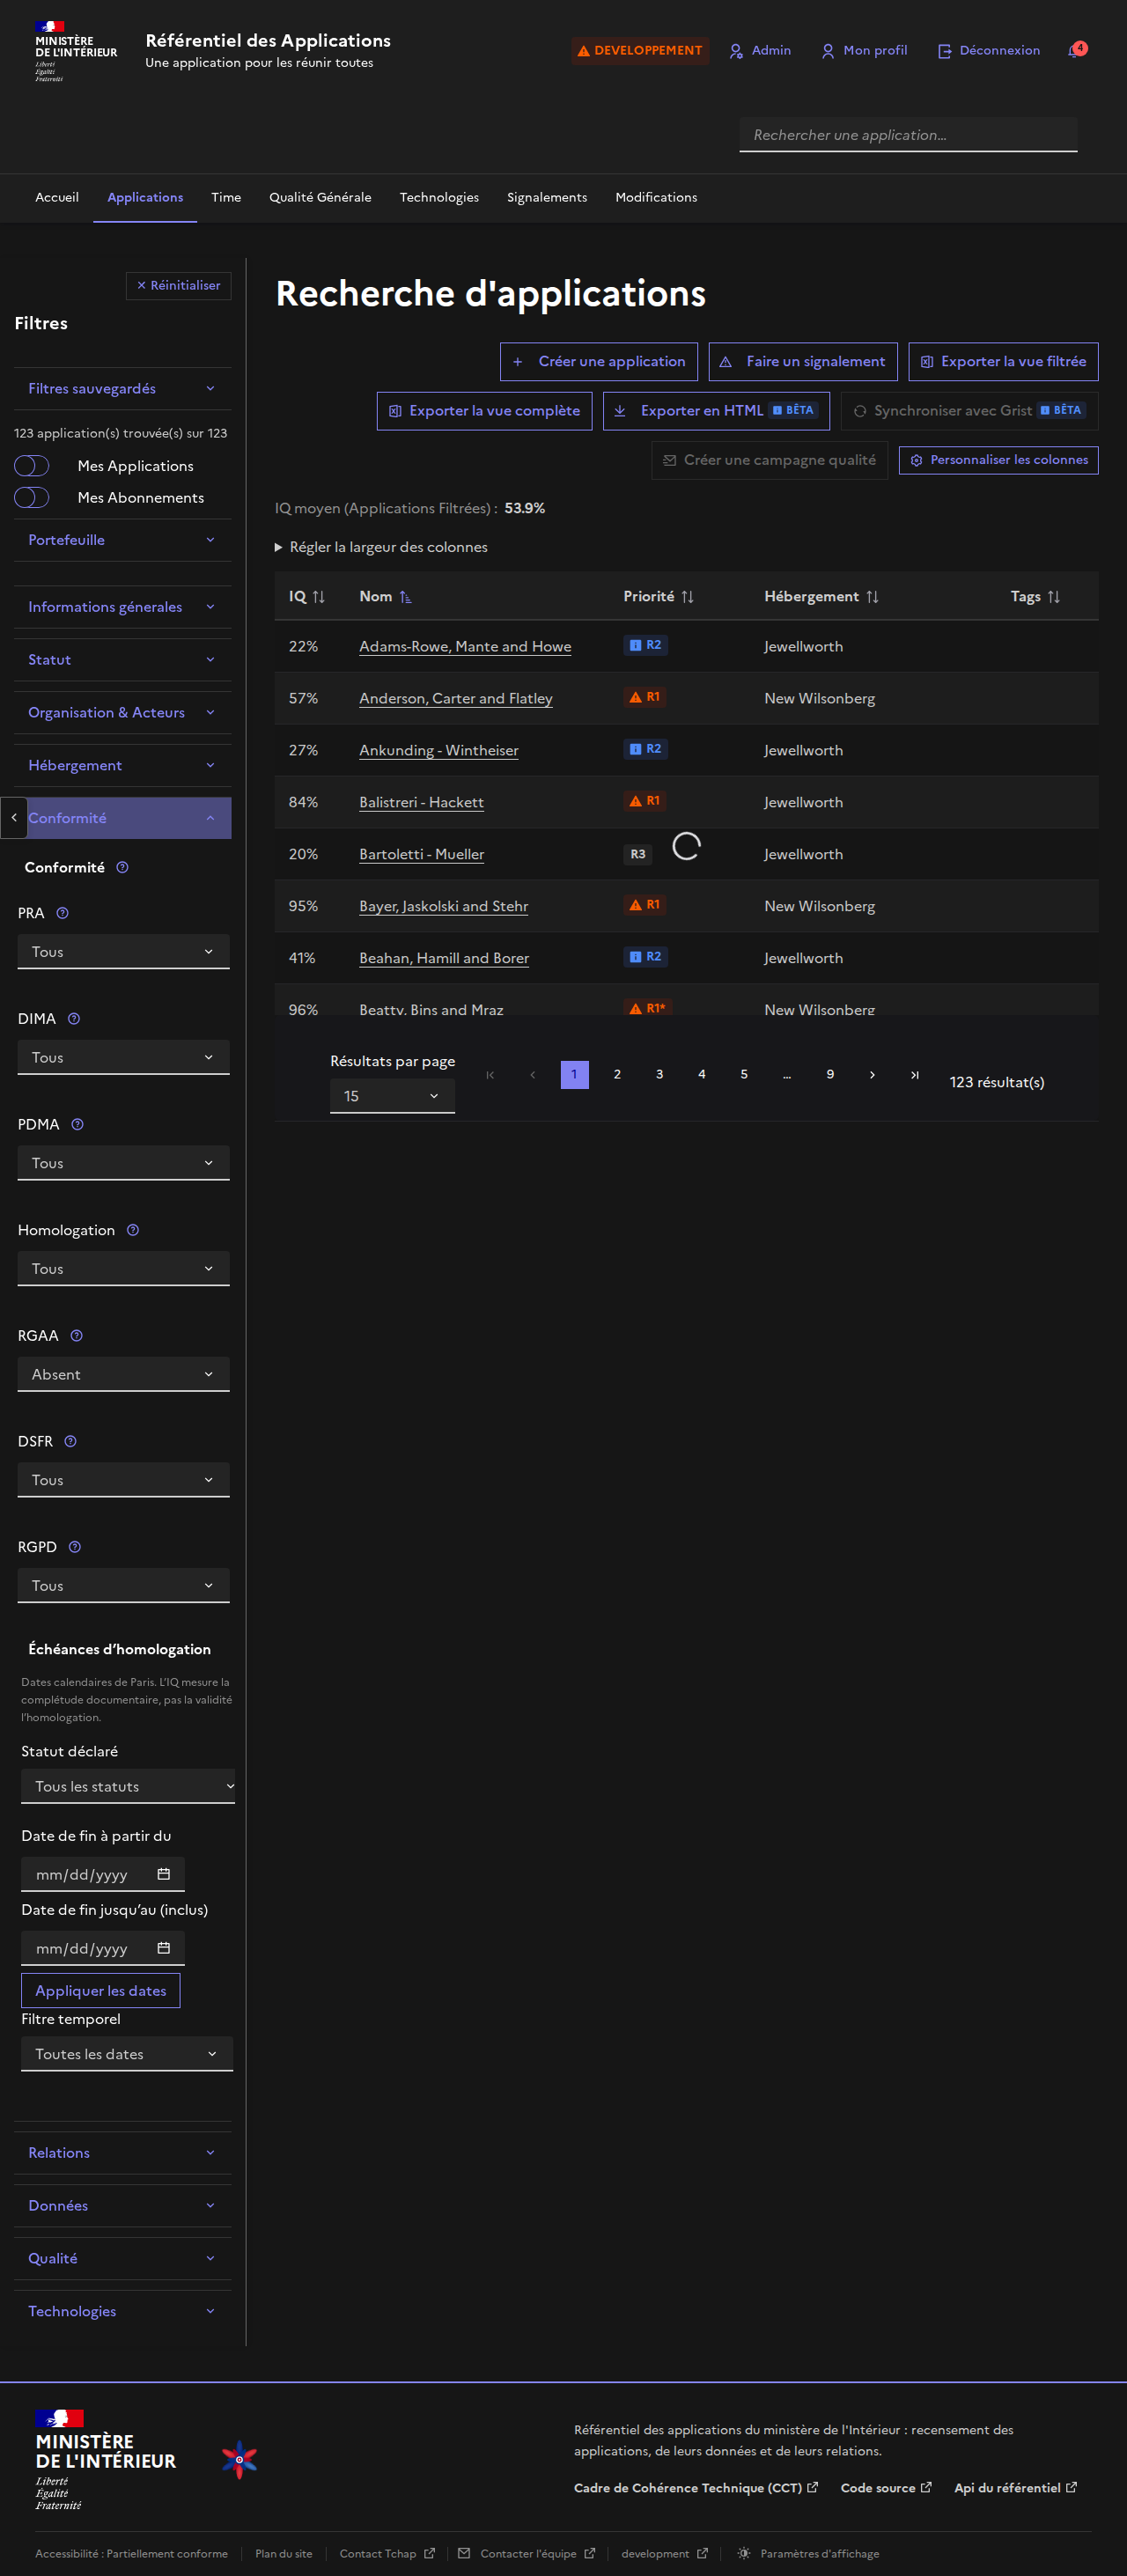 MINISTÈRE
DE L'INTÉRIEUR
Liberté
Égalité
Fraternité
Référentiel des Applications
Une application pour les réunir toutes
DEVELOPPEMENT
Admin
Mon profil
Déconnexion
4
Rechercher une application…
Accueil
Applications
Time
Qualité Générale
Technologies
Signalements
Modifications
✕ Réinitialiser
Filtres
Filtres sauvegardés
123 application(s) trouvée(s) sur 123
Mes Applications
Mes Abonnements
Portefeuille
Informations génerales
Statut
Organisation & Acteurs
Hébergement
Conformité
Conformité
PRA
Tous
DIMA
Tous
PDMA
Tous
Homologation
Tous
RGAA
Absent
DSFR
Tous
RGPD
Tous
Échéances d’homologation
Dates calendaires de Paris. L’IQ mesure la
complétude documentaire, pas la validité
l’homologation.
Statut déclaré
Tous les statuts
Date de fin à partir du
mm/dd/yyyy
Date de fin jusqu’au (inclus)
mm/dd/yyyy
Appliquer les dates
Filtre temporel
Toutes les dates
Relations
Données
Qualité
Technologies
Recherche d'applications
Créer une application
Faire un signalement
Exporter la vue filtrée
Exporter la vue complète
Exporter en HTML BÊTA
Synchroniser avec Grist BÊTA
Créer une campagne qualité
Personnaliser les colonnes
IQ moyen (Applications Filtrées) : 53.9%
Régler la largeur des colonnes
IQ Nom Priorité Hébergement Tags
22% Adams-Rowe, Mante and Howe R2 Jewellworth
57% Anderson, Carter and Flatley R1 New Wilsonberg
27% Ankunding - Wintheiser R2 Jewellworth
84% Balistreri - Hackett R1 Jewellworth
20% Bartoletti - Mueller R3 Jewellworth
95% Bayer, Jaskolski and Stehr R1 New Wilsonberg
41% Beahan, Hamill and Borer R2 Jewellworth
96% Beatty, Bins and Mraz R1* New Wilsonberg
Résultats par page
15
1 2 3 4 5 … 9
123 résultat(s)
MINISTÈRE
DE L'INTÉRIEUR
Liberté
Égalité
Fraternité
Référentiel des applications du ministère de l'Intérieur : recensement des
applications, de leurs données et de leurs relations.
Cadre de Cohérence Technique (CCT)
Code source
Api du référentiel
Accessibilité : Partiellement conforme
Plan du site
Contact Tchap
Contacter l'équipe
development
Paramètres d'affichage